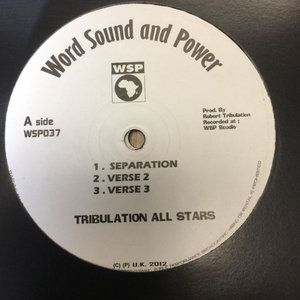 Word Sound and Power
WSP
A side
WSP037
Prod. By
Robert Tribulation
Recorded at ;
WSP Studio
1 . SEPARATION
2 . VERSE 2
3 . VERSE 3
TRIBULATION ALL STARS
(C) (P) U.K. 2012